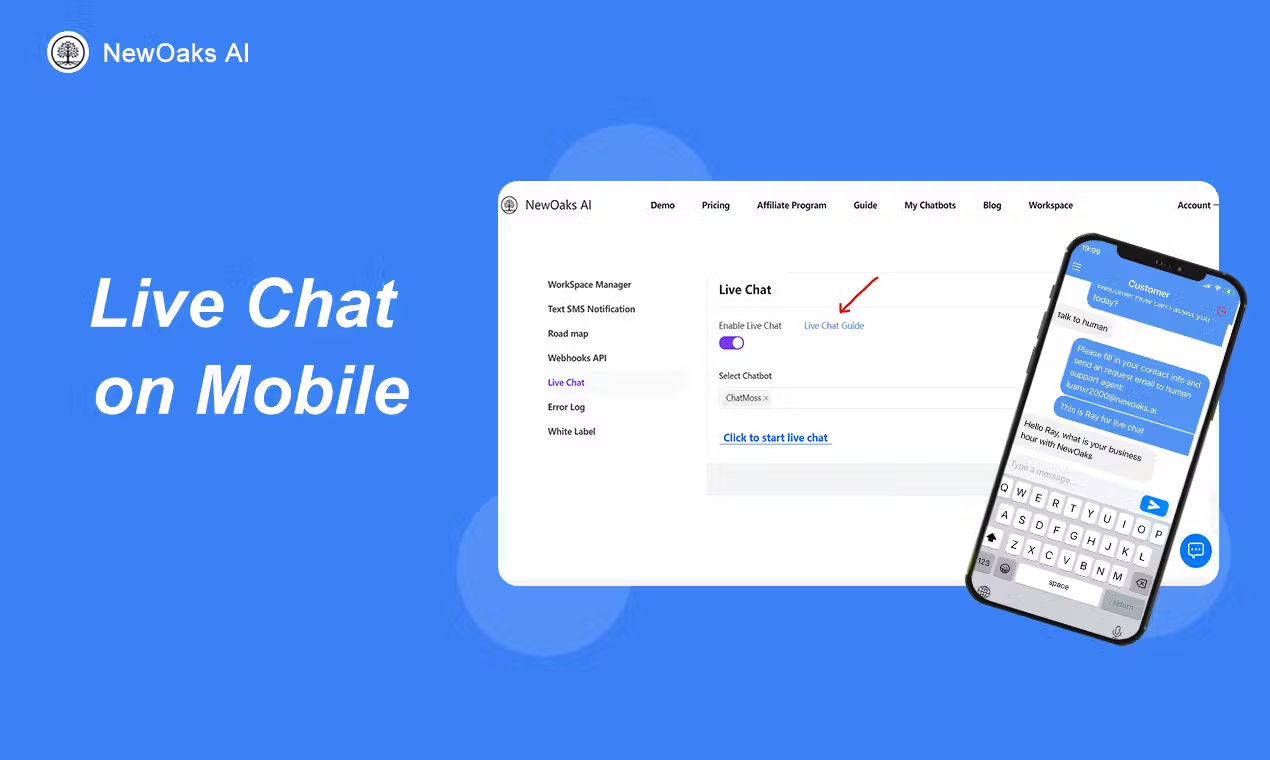 NewOaks AI
Live Chat
on Mobile
NewOaks AI
Demo
Pricing
Affiliate Program
Guide
My Chatbots
Blog
Workspace
Account
WorkSpace Manager
Text SMS Notification
Road map
Webhooks API
Live Chat
Error Log
White Label
Live Chat
Enable Live Chat
Live Chat Guide
Select Chatbot
ChatMoss ×
Click to start live chat
19:09
Customer
Welcome! How can I assist you
today?
talk to human
Please fill in your contact info and
send an request email to human
support agent:
luanxr2000@newoaks.ai.
This is Ray for live chat
Hello Ray, what is your business
hour with NewOaks
Type a message...
Q W E R T Y U I O P
A S D F G H J K L
Z X C V B N M
123
space
return